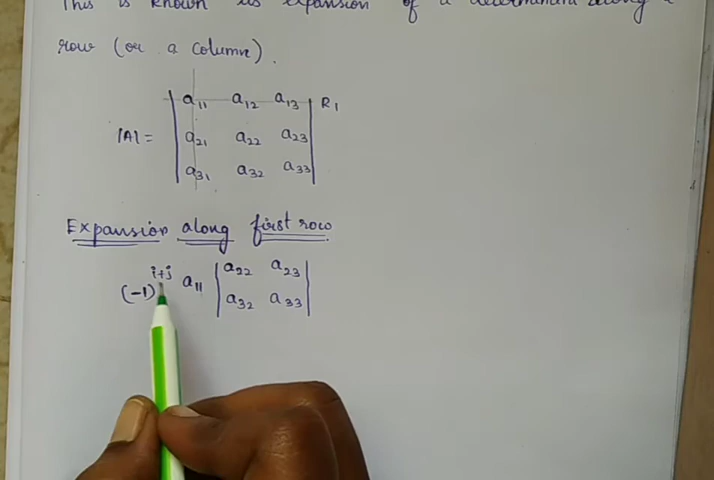 This is known as expansion of a determinant along a
row (or a column).
a₁₁ a₁₂ a₁₃ R₁
|A| = a₂₁ a₂₂ a₂₃
a₃₁ a₃₂ a₃₃
Expansion along first row
(-1)^{i+j} a₁₁ | a₂₂ a₂₃ |
| a₃₂ a₃₃ |